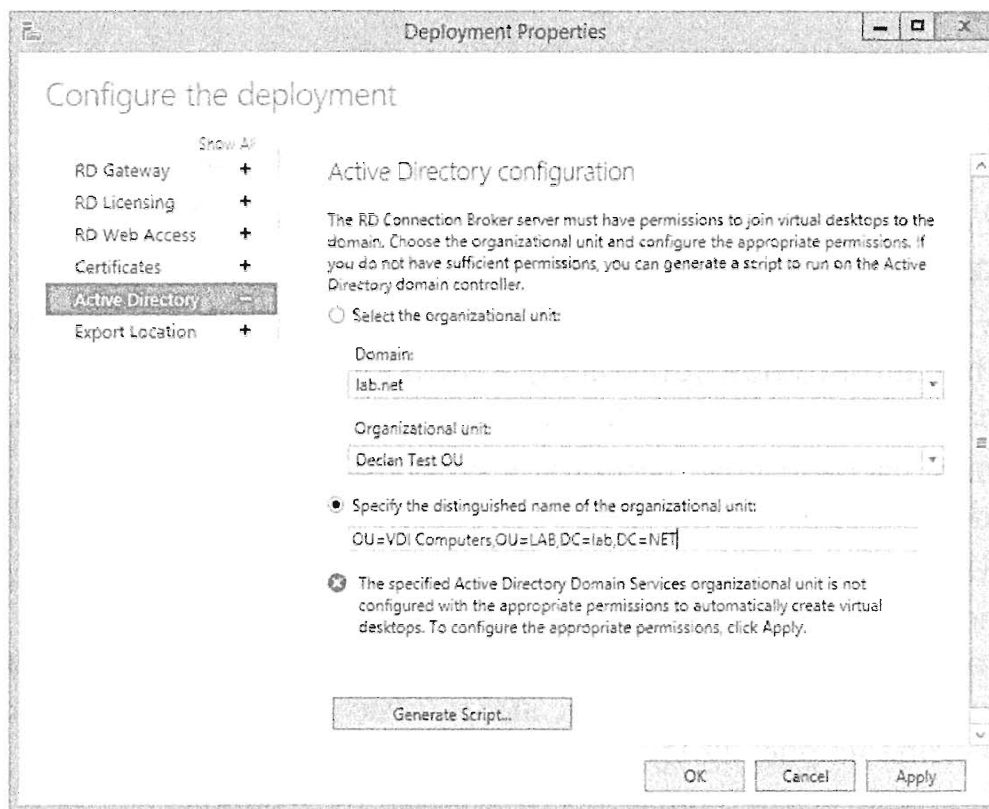 Deployment Properties
Configure the deployment
Show All
RD Gateway +
RD Licensing +
RD Web Access +
Certificates +
Active Directory −
Export Location +
Active Directory configuration
The RD Connection Broker server must have permissions to join virtual desktops to the
domain. Choose the organizational unit and configure the appropriate permissions. If
you do not have sufficient permissions, you can generate a script to run on the Active
Directory domain controller.
Select the organizational unit:
Domain:
lab.net
Organizational unit:
Declan Test OU
Specify the distinguished name of the organizational unit:
OU=VDI Computers,OU=LAB,DC=lab,DC=NET
The specified Active Directory Domain Services organizational unit is not
configured with the appropriate permissions to automatically create virtual
desktops. To configure the appropriate permissions, click Apply.
Generate Script...
OK Cancel Apply